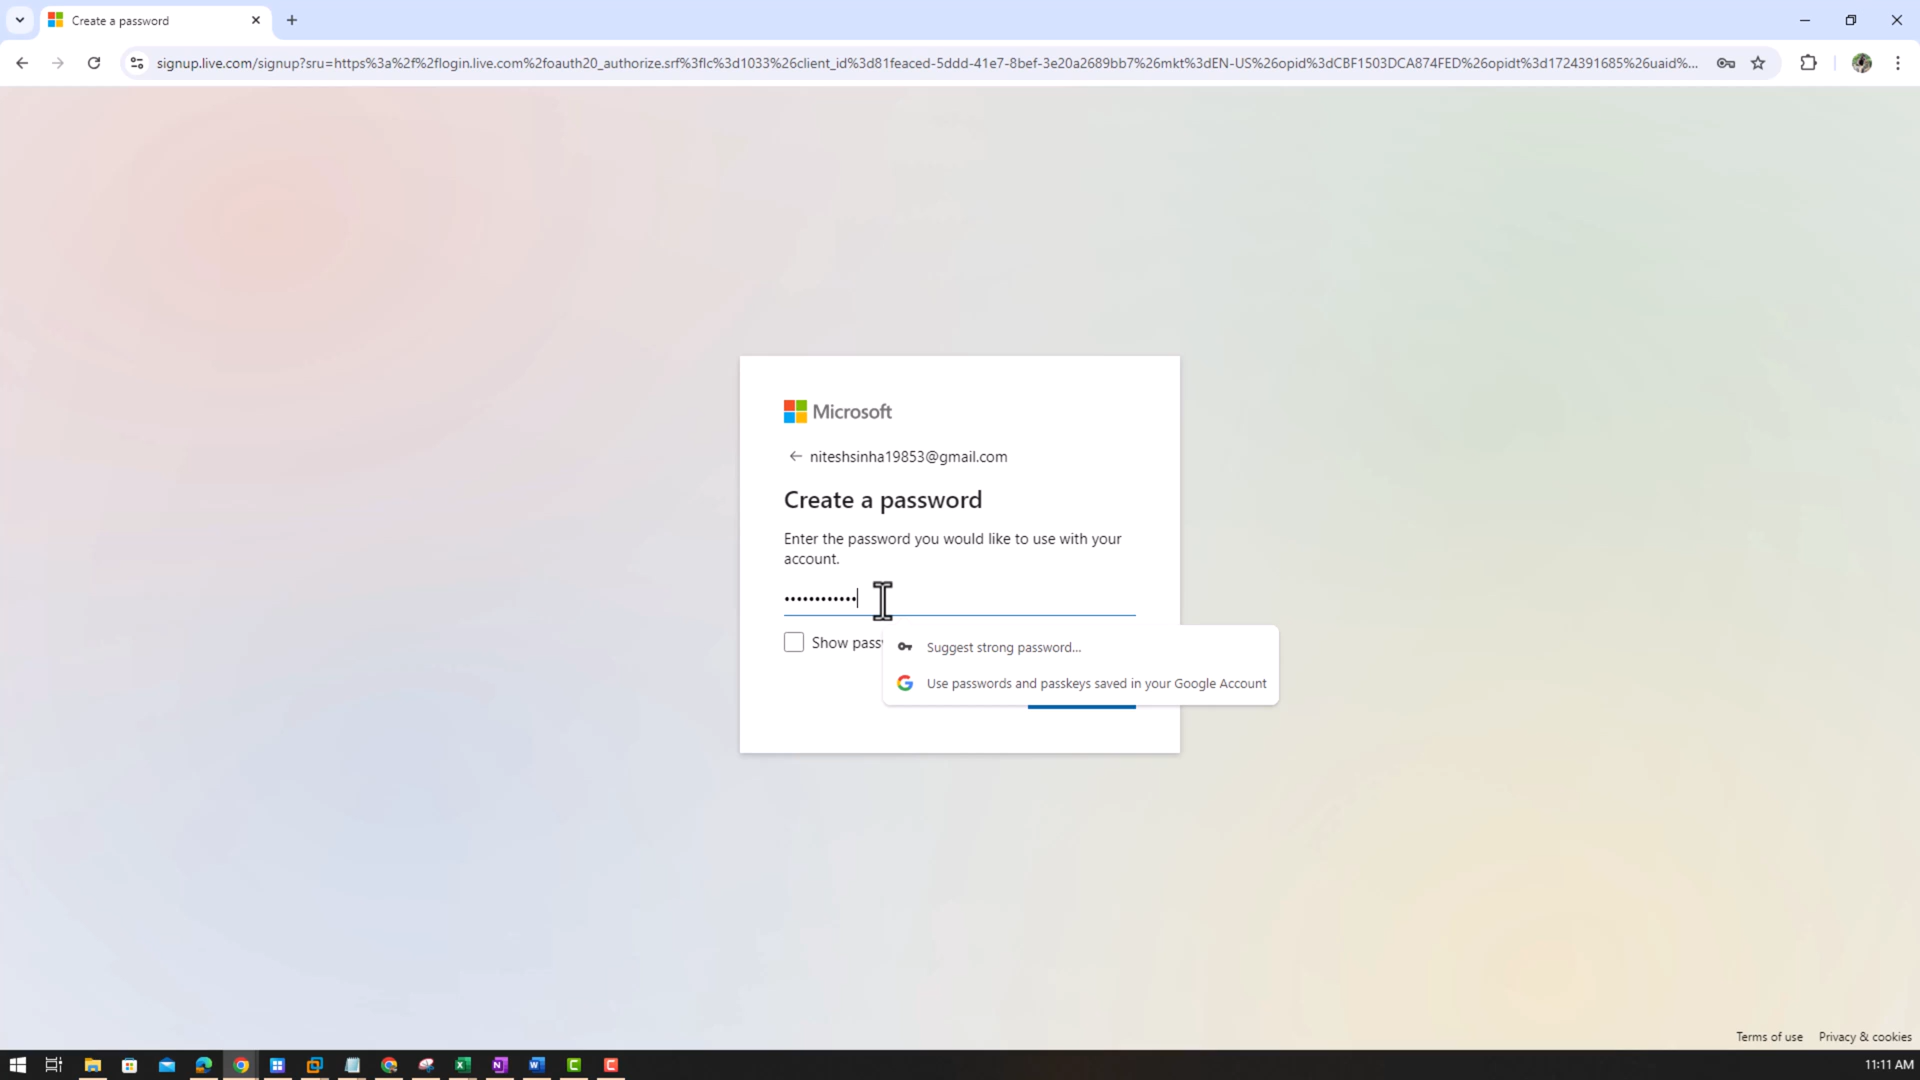 Create a password
signup.live.com/signup?sru=https%3a%2f%2flogin.live.com%2foauth20_authorize.srf%3flc%3d1033%26client_id%3d81feaced-5ddd-41e7-8bef-3e20a2689bb7%26mkt%3dEN-US%26opid%3dCBF1503DCA874FED%26opidt%3d1724391685%26uaid%...
Microsoft
niteshsinha19853@gmail.com
Create a password
Enter the password you would like to use with your
account.
••••••••••••
Show passw
Suggest strong password...
Use passwords and passkeys saved in your Google Account
Terms of use Privacy & cookies
11:11 AM